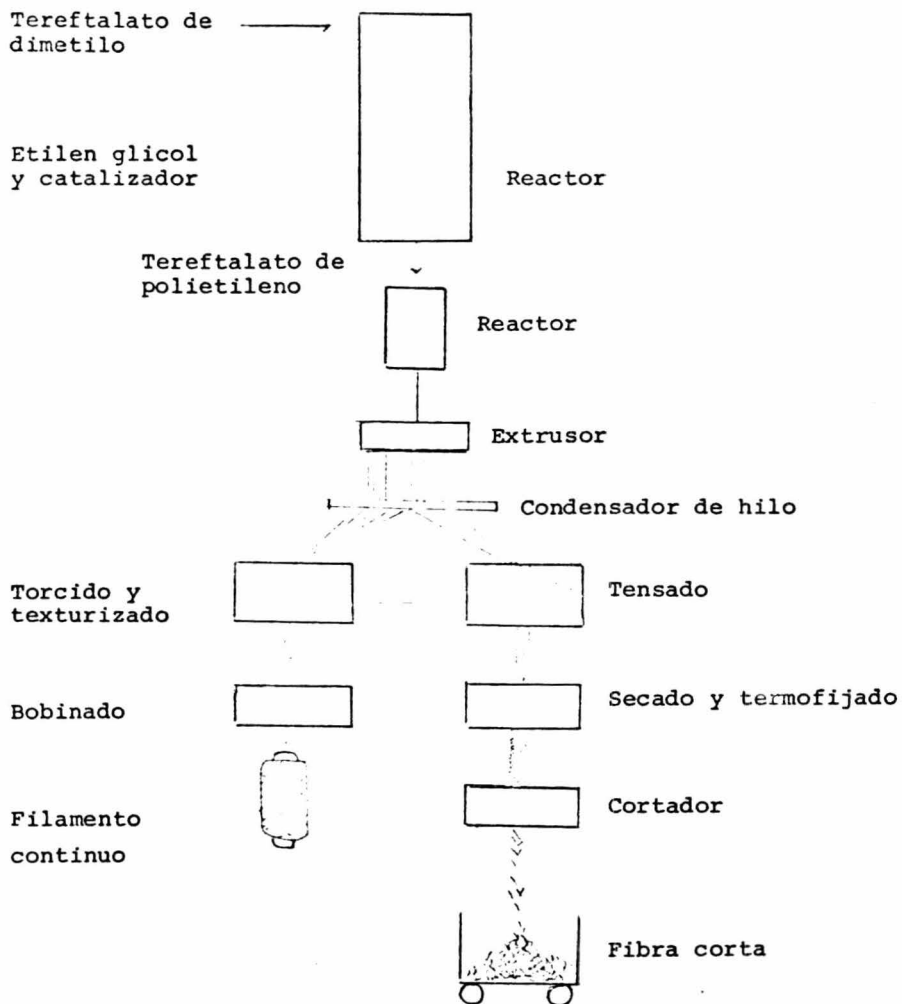 Tereftalato de
dimetilo
Etilen glicol
y catalizador
Reactor
Tereftalato de
polietileno
Reactor
Extrusor
Condensador de hilo
Torcido y
texturizado
Tensado
Bobinado
Secado y termofijado
Cortador
Filamento
continuo
Fibra corta